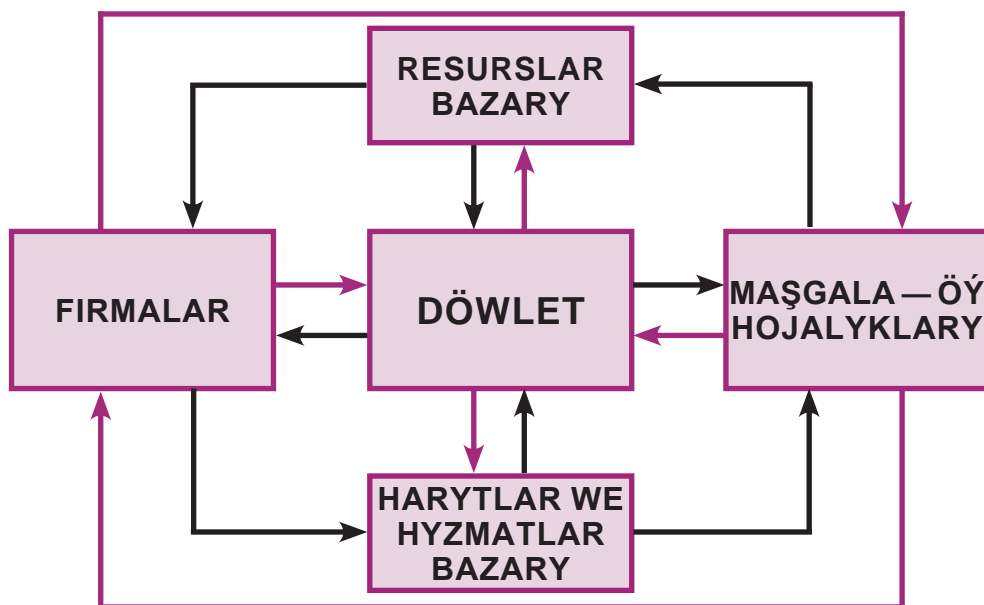 RESURSLAR
BAZARY
FIRMALAR
DÖWLET
MAŞGALA — ÖÝ
HOJALYKLARY
HARYTLAR WE
HYZMATLAR
BAZARY